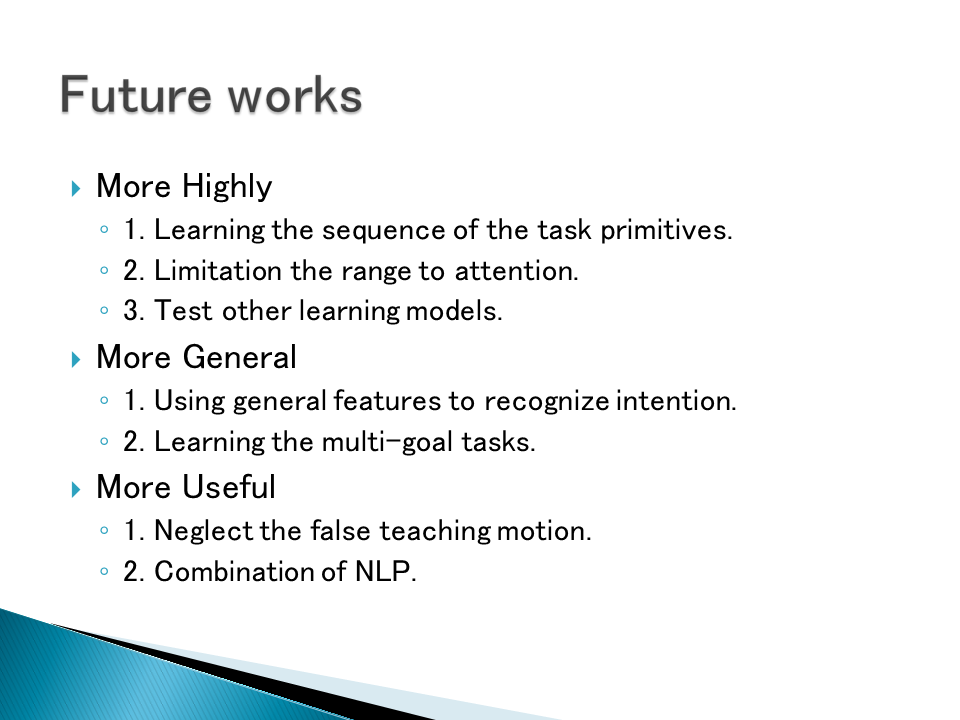 Future works
More Highly
1. Learning the sequence of the task primitives.
2. Limitation the range to attention.
3. Test other learning models.
More General
1. Using general features to recognize intention.
2. Learning the multi-goal tasks.
More Useful
1. Neglect the false teaching motion.
2. Combination of NLP.